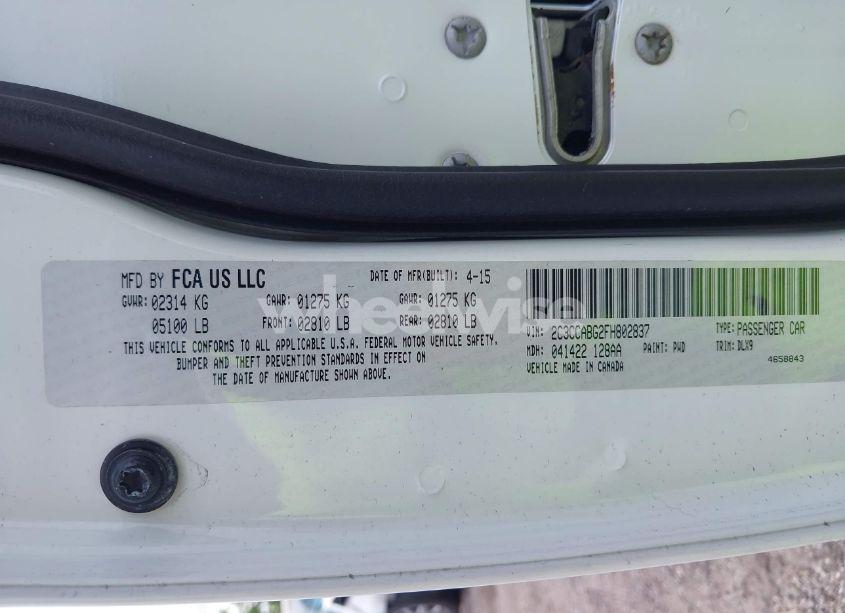 MFD BY FCA US LLC DATE OF MFR(BUILT): 4-15
GVWR: 02314 KG GAWR: 01275 KG GAWR: 01275 KG
05100 LB FRONT: 02810 LB REAR: 02810 LB
THIS VEHICLE CONFORMS TO ALL APPLICABLE U.S.A. FEDERAL MOTOR VEHICLE SAFETY,
BUMPER AND THEFT PREVENTION STANDARDS IN EFFECT ON
THE DATE OF MANUFACTURE SHOWN ABOVE.
VIN: 2C3CCABG2FH802837 TYPE: PASSENGER CAR
MDH: 041422 128AA PAINT: PWD TRIM: DLX9
VEHICLE MADE IN CANADA 4658843
wheelwise